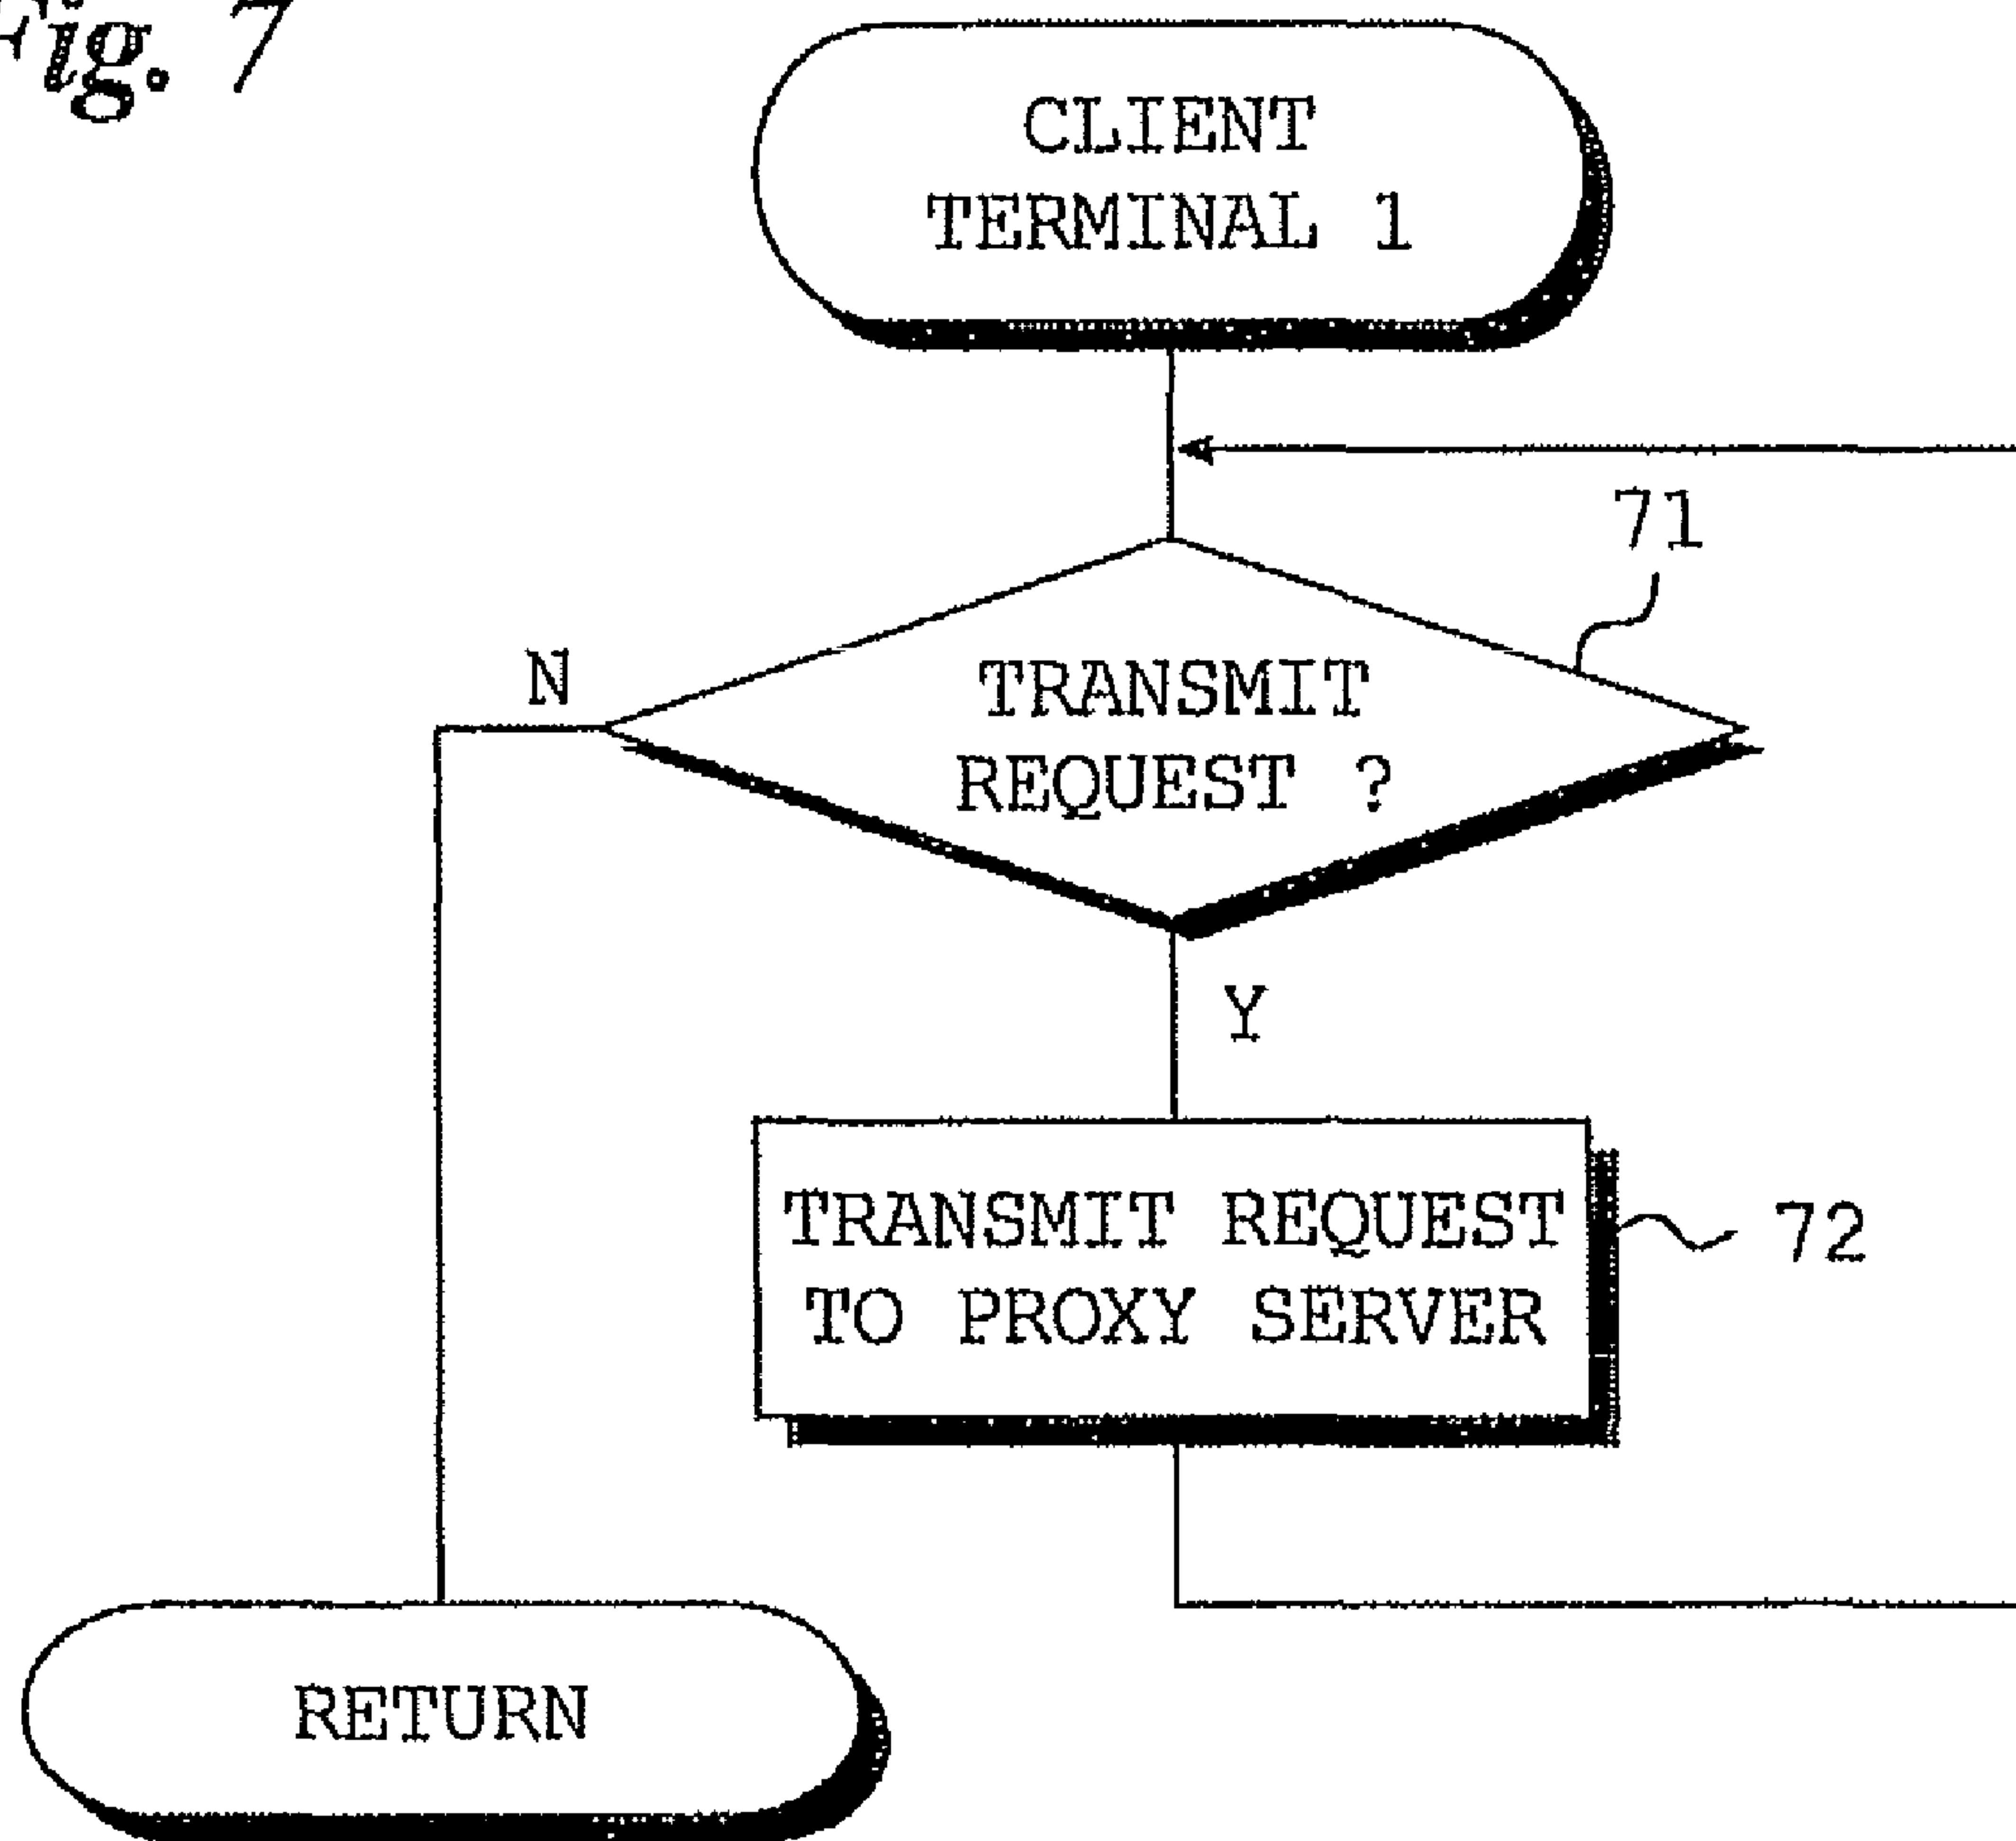 Fig. 7
CLIENT
TERMINAL 1
71
N
TRANSMIT
REQUEST ?
Y
TRANSMIT REQUEST
TO PROXY SERVER
72
RETURN